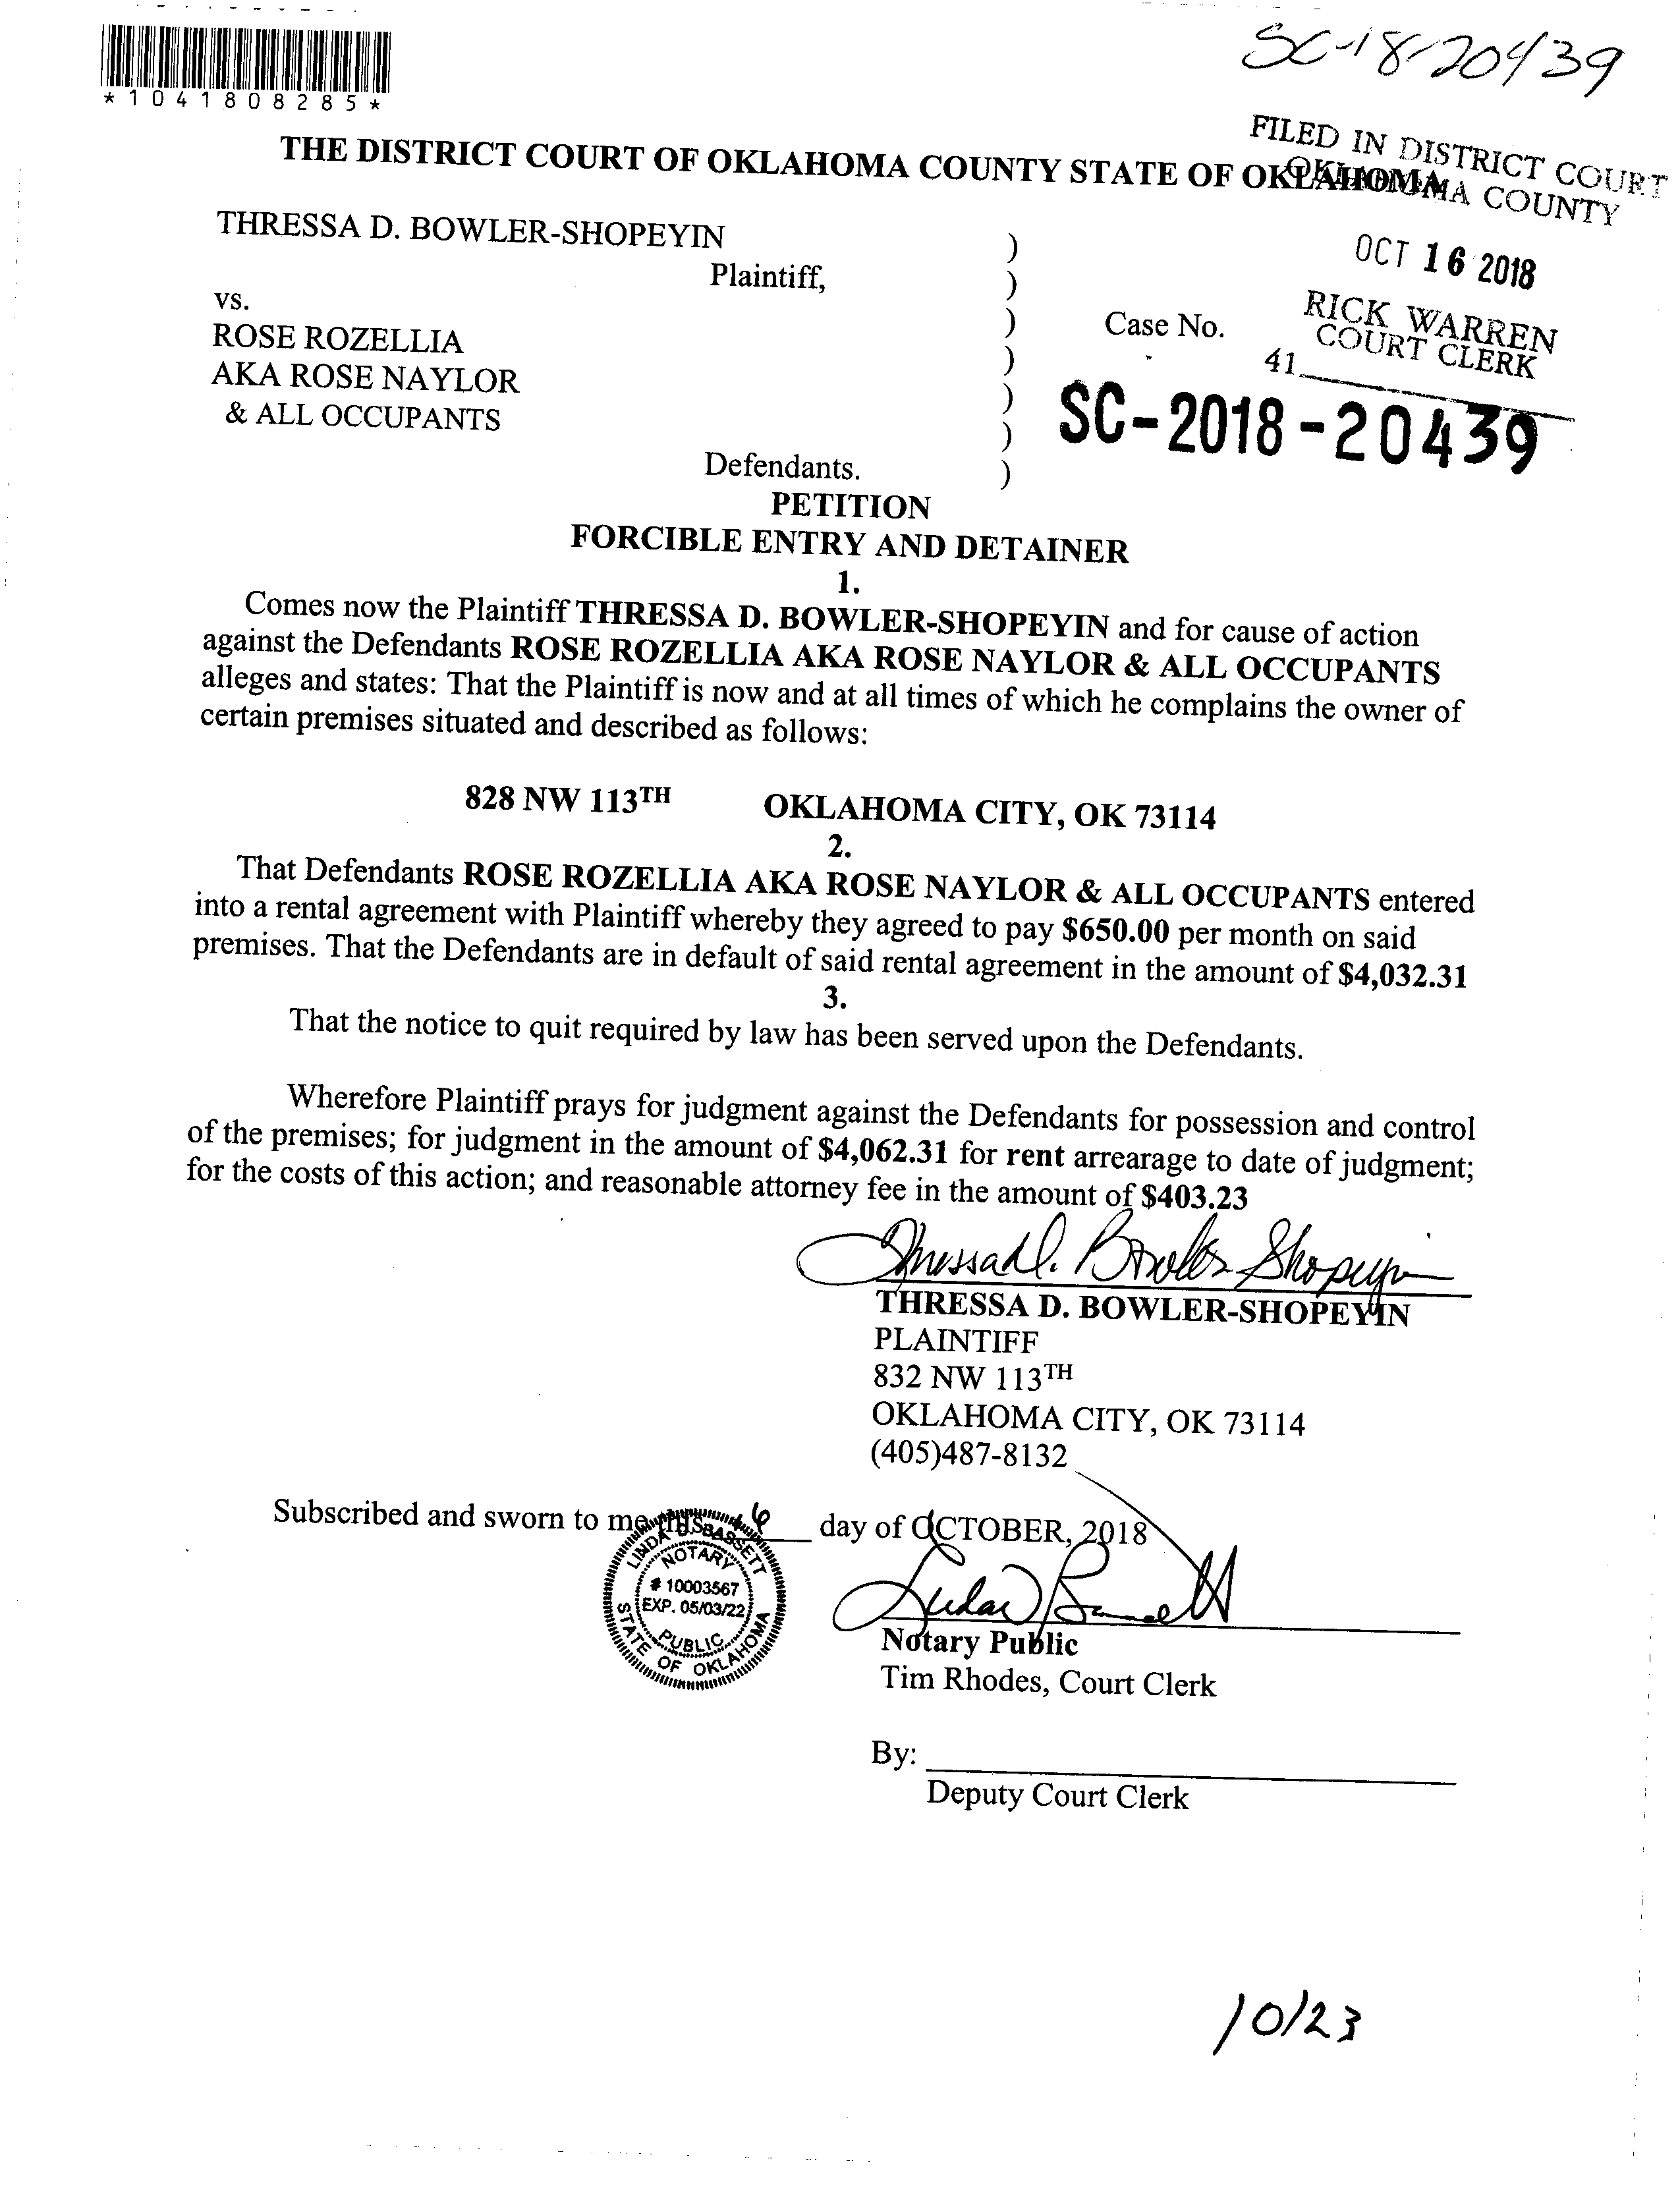 SC-18-20439
*1041808285*
FILED IN DISTRICT COURT
OKLAHOMA COUNTY
THE DISTRICT COURT OF OKLAHOMA COUNTY STATE OF OKLAHOMA
THRESSA D. BOWLER-SHOPEYIN )
OCT 16 2018
Plaintiff, )
vs. )
RICK WARREN
COURT CLERK
ROSE ROZELLIA ) Case No.
41
AKA ROSE NAYLOR )
& ALL OCCUPANTS )
SC-2018-20439
Defendants. )
PETITION
FORCIBLE ENTRY AND DETAINER
1.
Comes now the Plaintiff THRESSA D. BOWLER-SHOPEYIN and for cause of action
against the Defendants ROSE ROZELLIA AKA ROSE NAYLOR & ALL OCCUPANTS
alleges and states: That the Plaintiff is now and at all times of which he complains the owner of
certain premises situated and described as follows:
828 NW 113TH OKLAHOMA CITY, OK 73114
2.
That Defendants ROSE ROZELLIA AKA ROSE NAYLOR & ALL OCCUPANTS entered
into a rental agreement with Plaintiff whereby they agreed to pay $650.00 per month on said
premises. That the Defendants are in default of said rental agreement in the amount of $4,032.31
3.
That the notice to quit required by law has been served upon the Defendants.
Wherefore Plaintiff prays for judgment against the Defendants for possession and control
of the premises; for judgment in the amount of $4,062.31 for rent arrearage to date of judgment;
for the costs of this action; and reasonable attorney fee in the amount of $403.23
Thressa D. Bowler-Shopeyin
THRESSA D. BOWLER-SHOPEYIN
PLAINTIFF
832 NW 113TH
OKLAHOMA CITY, OK 73114
(405)487-8132
Subscribed and sworn to me this 16 day of OCTOBER, 2018
LINDA BASSETT
NOTARY
# 10003567
EXP. 05/03/22
PUBLIC
STATE OF OKLAHOMA
Notary Public
Tim Rhodes, Court Clerk
By:
Deputy Court Clerk
10/23